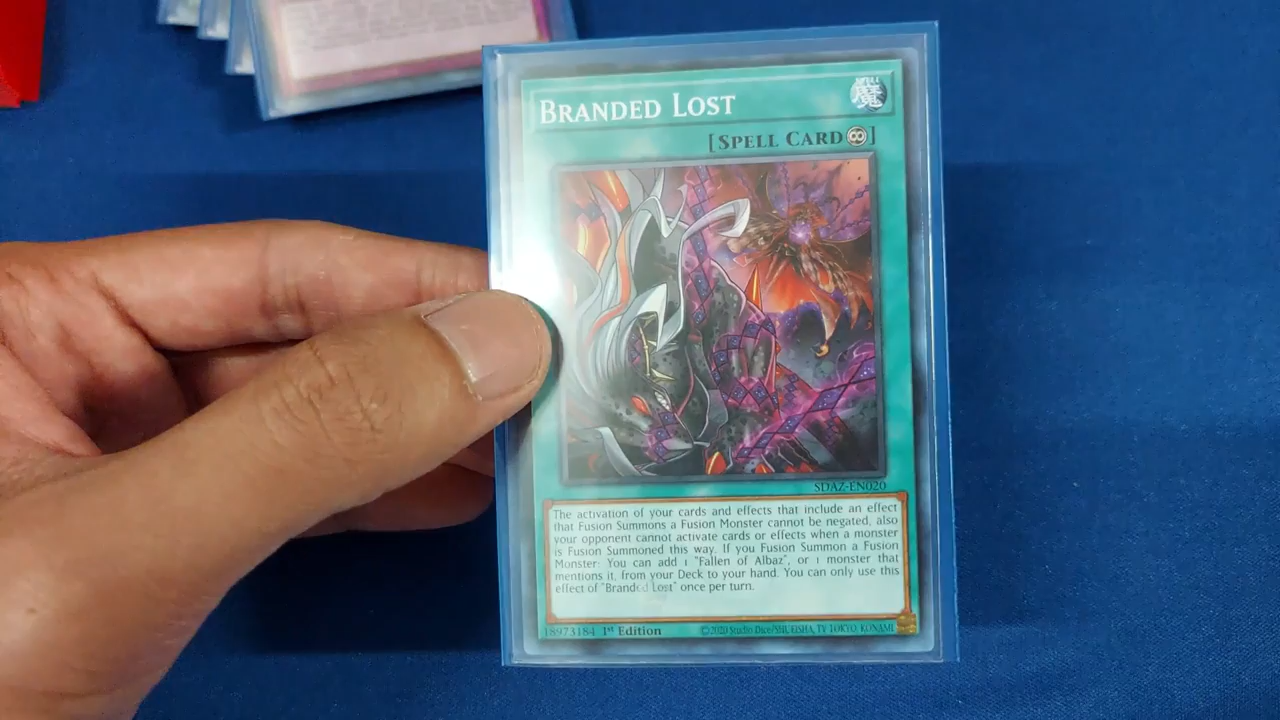 BRANDED LOST
SPELL
魔
[SPELL CARD]
SDAZ-EN020
The activation of your cards and effects that include an effect
that Fusion Summons a Fusion Monster cannot be negated, also
your opponent cannot activate cards or effects when a monster
is Fusion Summoned this way. If you Fusion Summon a Fusion
Monster: You can add 1 "Fallen of Albaz", or 1 monster that
mentions it, from your Deck to your hand. You can only use this
effect of "Branded Lost" once per turn.
18973184 1st Edition ©2020 Studio Dice/SHUEISHA, TV TOKYO, KONAMI